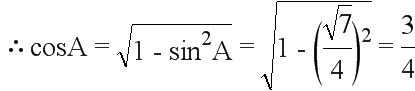 ∴ cosA = √(1 - sin²A) = √(1 - (√7/4)²) = 3/4